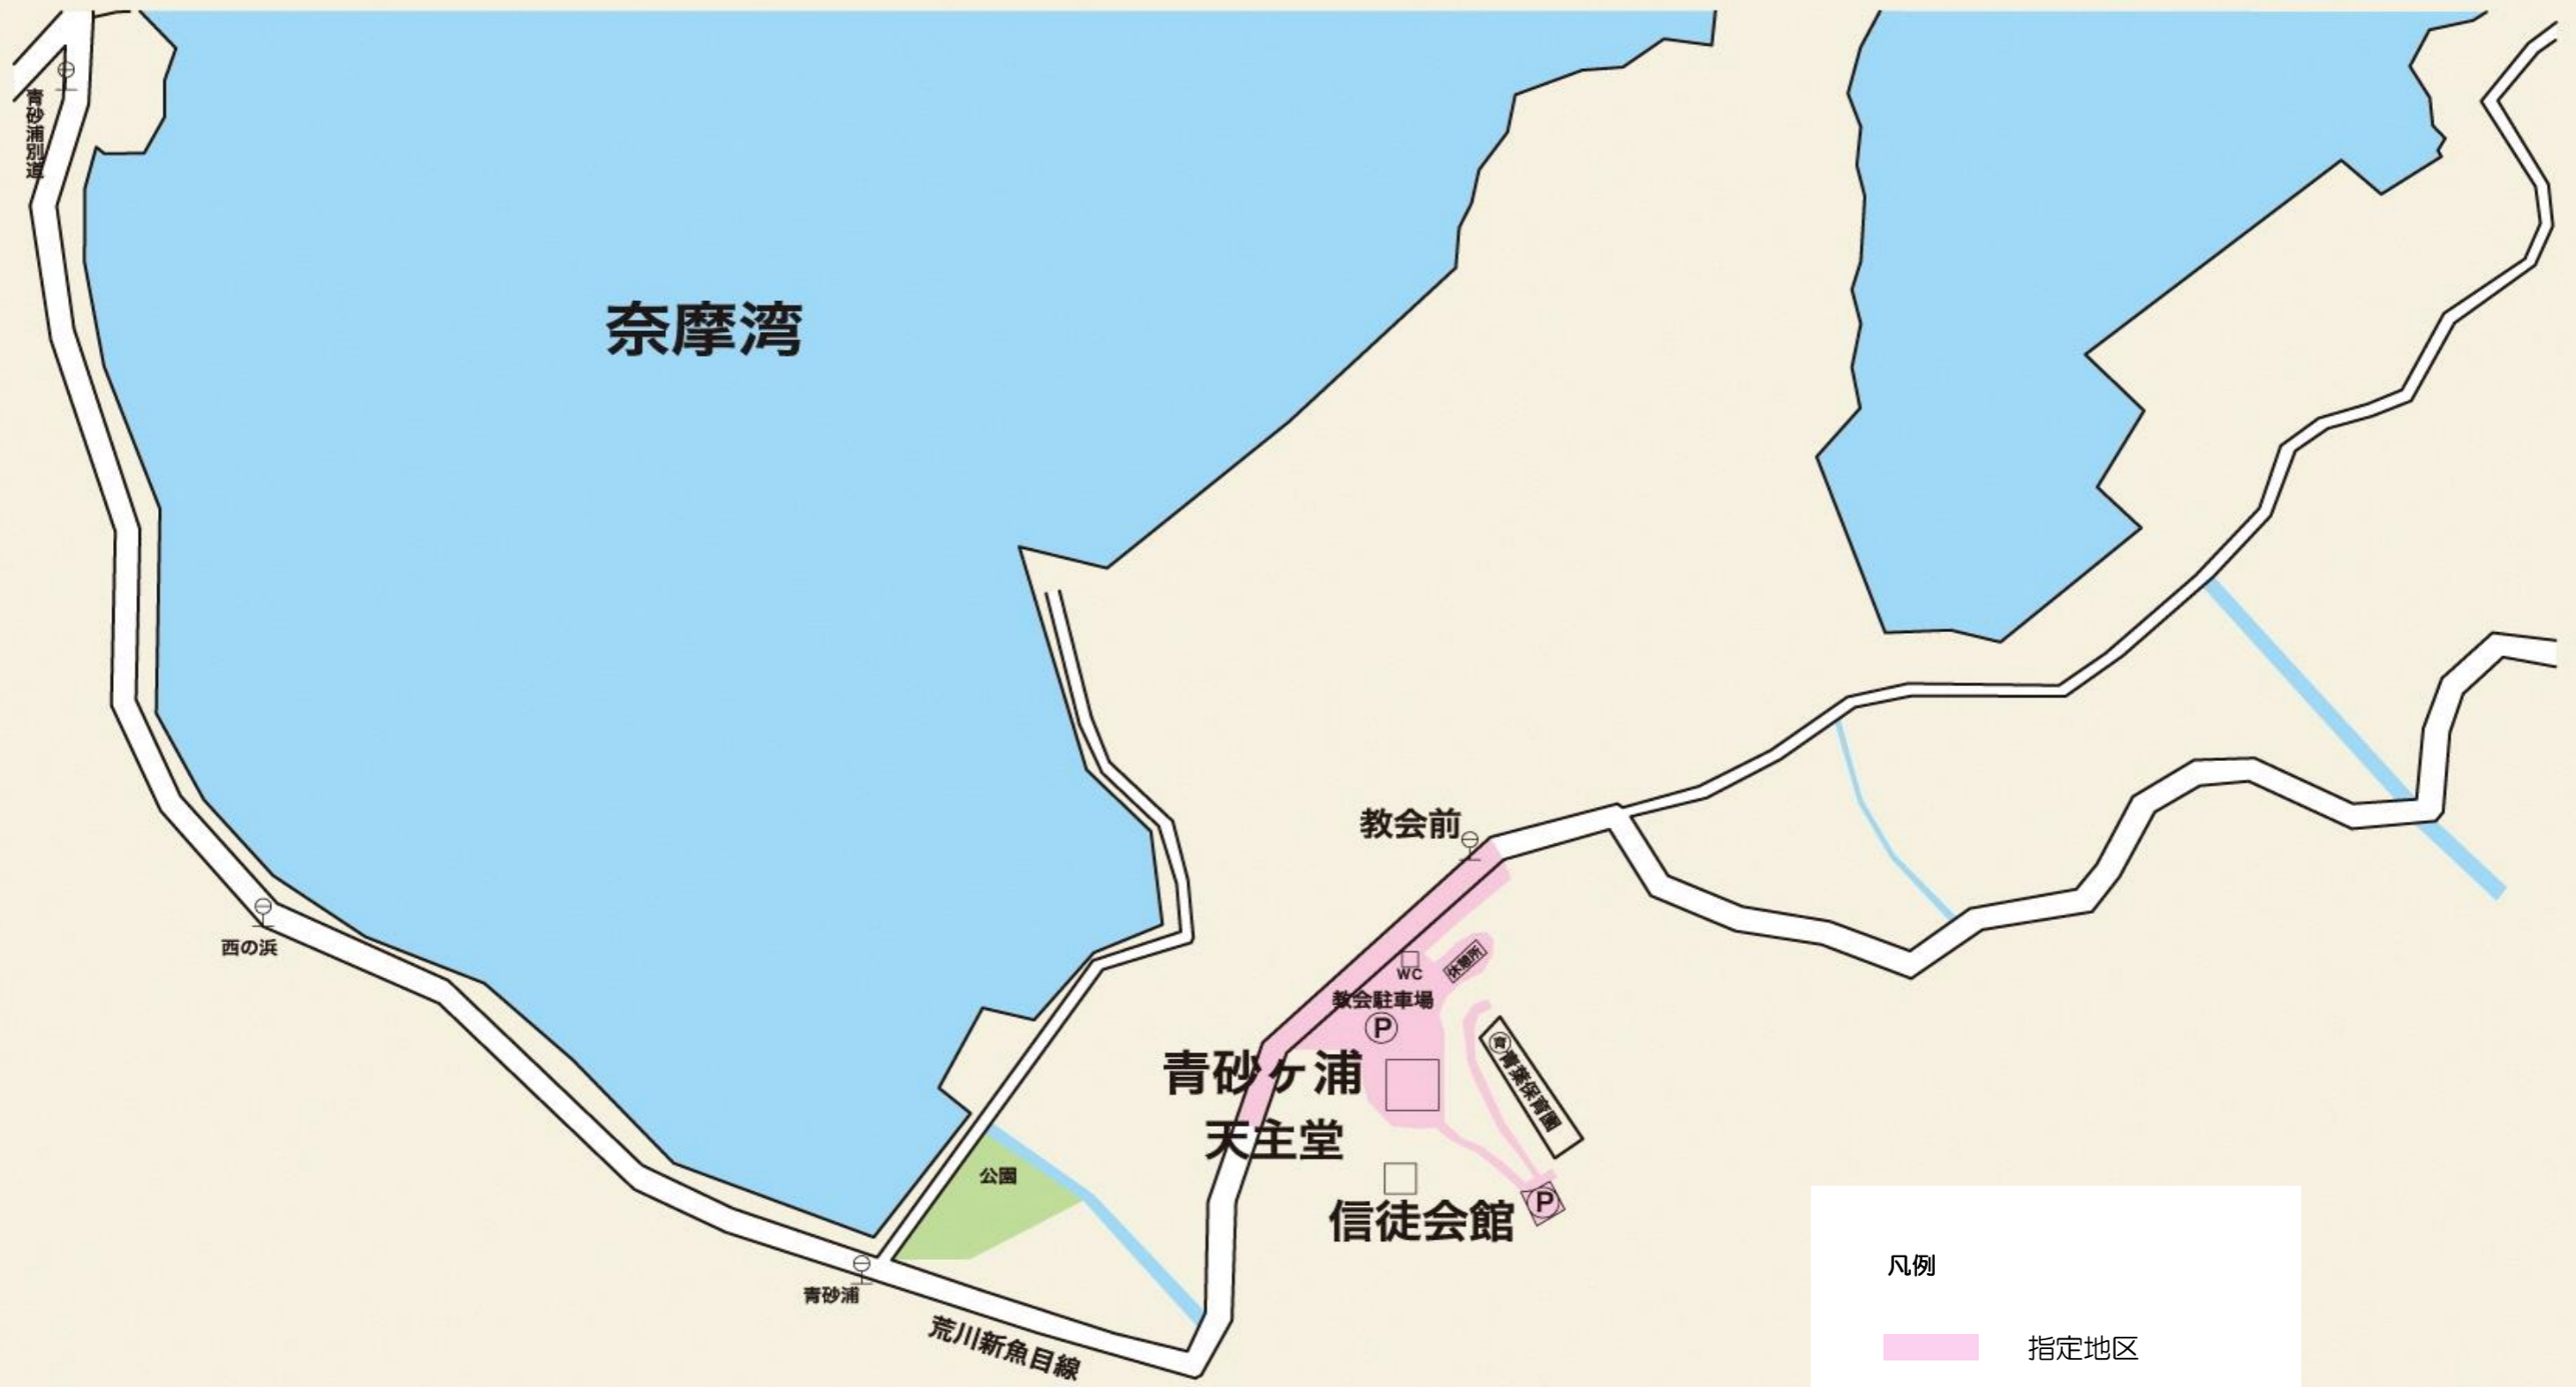 青砂浦別道
奈摩湾
教会前
西の浜
WC
休憩所
教会駐車場
P
青砂ヶ浦
天主堂
育 青葉保育園
公園
信徒会館
P
青砂浦
荒川新魚目線
凡例
指定地区